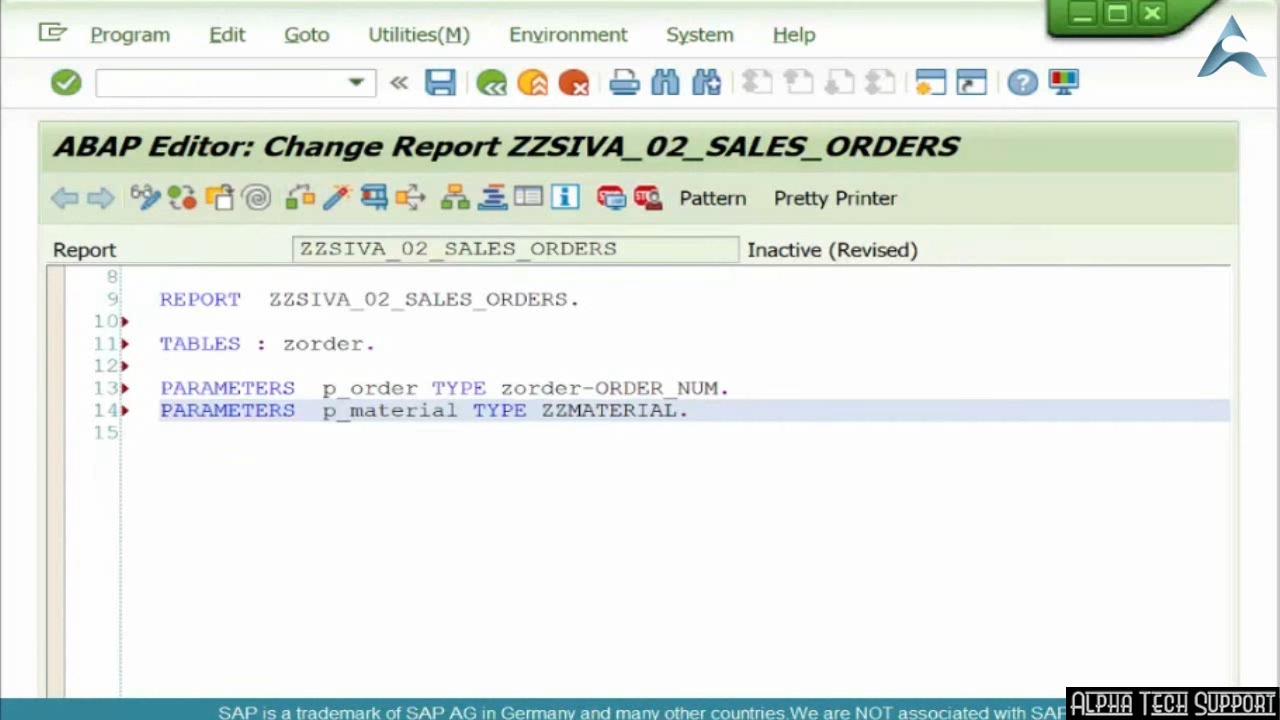 Program Edit Goto Utilities(M) Environment System Help
ABAP Editor: Change Report ZZSIVA_02_SALES_ORDERS
Pattern Pretty Printer
Report ZZSIVA_02_SALES_ORDERS Inactive (Revised)
8
9 REPORT ZZSIVA_02_SALES_ORDERS.
10
11 TABLES : zorder.
12
13 PARAMETERS p_order TYPE zorder-ORDER_NUM.
14 PARAMETERS p_material TYPE ZZMATERIAL.
15
SAP is a trademark of SAP AG in Germany and many other countries.We are NOT associated with SAP
ALPHA TECH SUPPORT